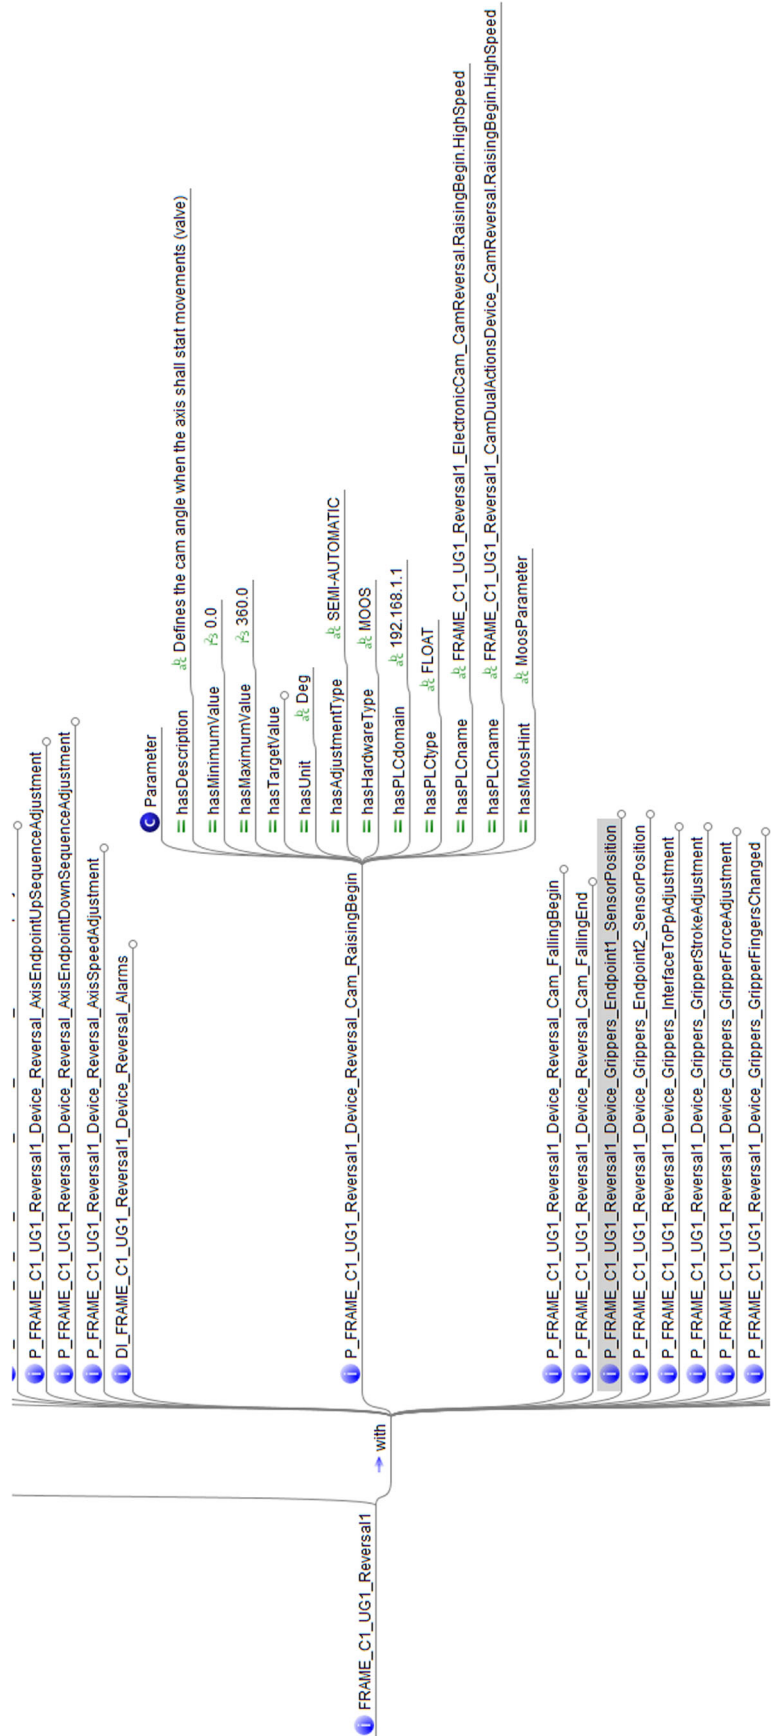 FRAME_C1_UG1_Reversal1
with
P_FRAME_C1_UG1_Reversal1_Device_Reversal_AxisEndpointUpSequenceAdjustment
P_FRAME_C1_UG1_Reversal1_Device_Reversal_AxisEndpointDownSequenceAdjustment
P_FRAME_C1_UG1_Reversal1_Device_Reversal_AxisSpeedAdjustment
DI_FRAME_C1_UG1_Reversal1_Device_Reversal_Alarms
P_FRAME_C1_UG1_Reversal1_Device_Reversal_Cam_RaisingBegin
C Parameter
= hasDescription ab Defines the cam angle when the axis shall start movements (valve)
= hasMinimumValue 0.0
= hasMaximumValue 360.0
= hasTargetValue
= hasUnit Deg
= hasAdjustmentType SEMI-AUTOMATIC
= hasHardwareType MOOS
= hasPLCdomain 192.168.1.1
= hasPLCtype FLOAT
= hasPLCname FRAME_C1_UG1_Reversal1_ElectronicCam_CamReversal.RaisingBegin.HighSpeed
= hasPLCname FRAME_C1_UG1_Reversal1_CamDualActionsDevice_CamReversal.RaisingBegin.HighSpeed
= hasMoosHint MoosParameter
P_FRAME_C1_UG1_Reversal1_Device_Reversal_Cam_FallingBegin
P_FRAME_C1_UG1_Reversal1_Device_Reversal_Cam_FallingEnd
P_FRAME_C1_UG1_Reversal1_Device_Grippers_Endpoint1_SensorPosition
P_FRAME_C1_UG1_Reversal1_Device_Grippers_Endpoint2_SensorPosition
P_FRAME_C1_UG1_Reversal1_Device_Grippers_InterfaceToPpAdjustment
P_FRAME_C1_UG1_Reversal1_Device_Grippers_GripperStrokeAdjustment
P_FRAME_C1_UG1_Reversal1_Device_Grippers_GripperForceAdjustment
P_FRAME_C1_UG1_Reversal1_Device_Grippers_GripperFingersChanged